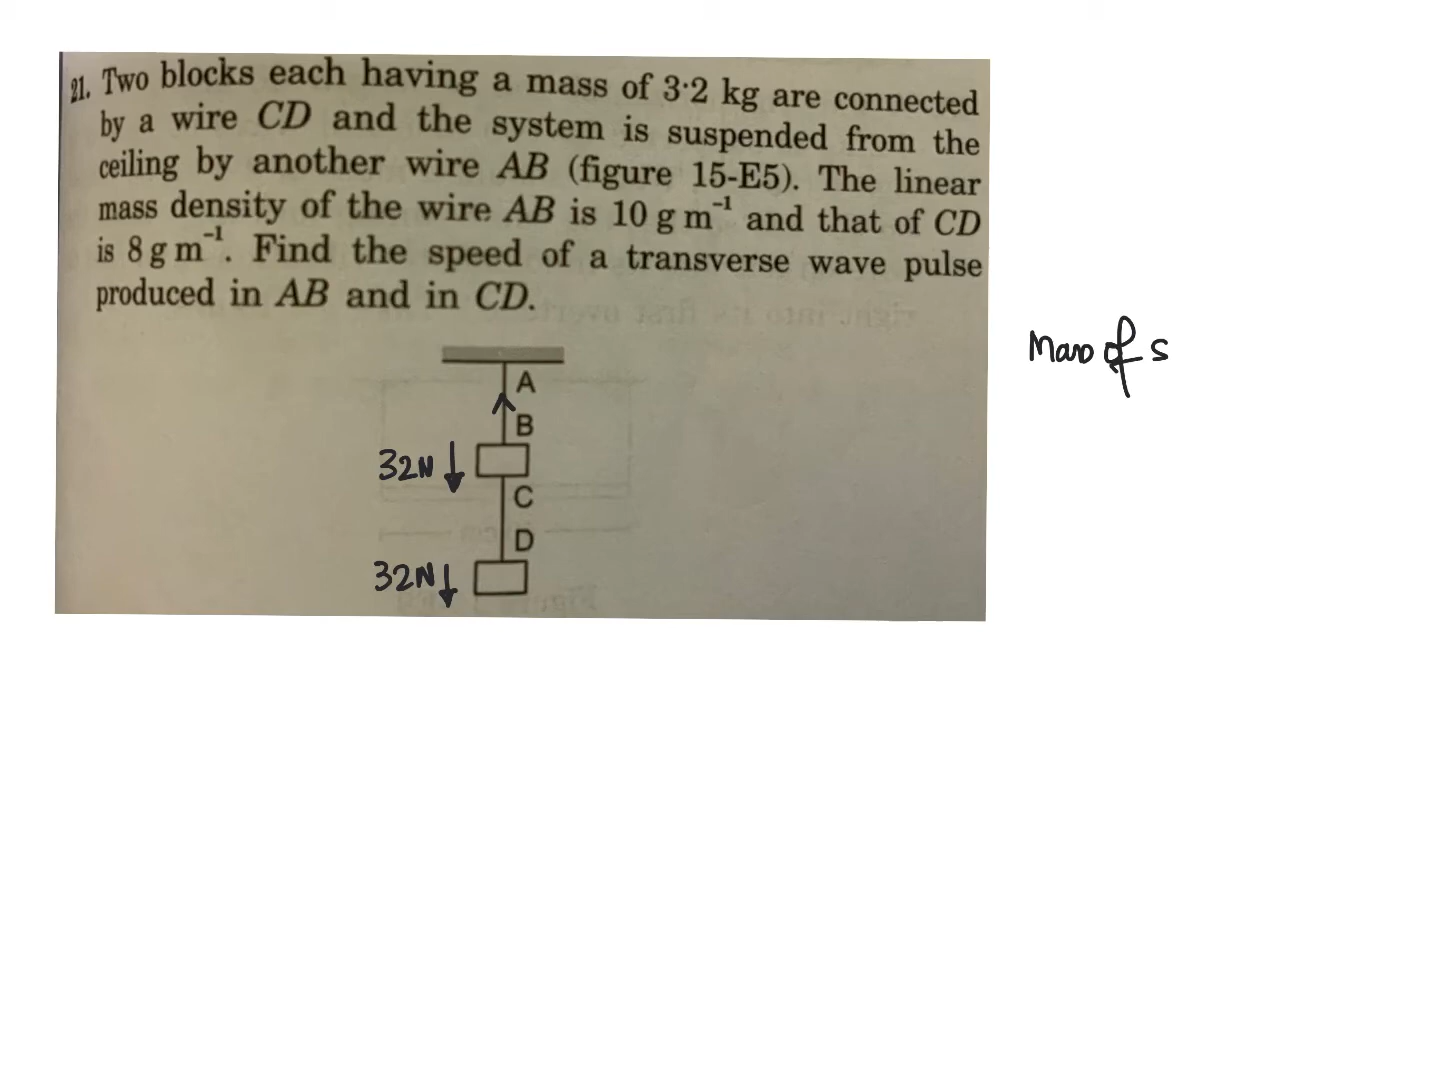 21. Two blocks each having a mass of 3·2 kg are connected
by a wire CD and the system is suspended from the
ceiling by another wire AB (figure 15-E5). The linear
mass density of the wire AB is 10 g m⁻¹ and that of CD
is 8 g m⁻¹. Find the speed of a transverse wave pulse
produced in AB and in CD.
Mass of s
A
B
32N
C
D
32N